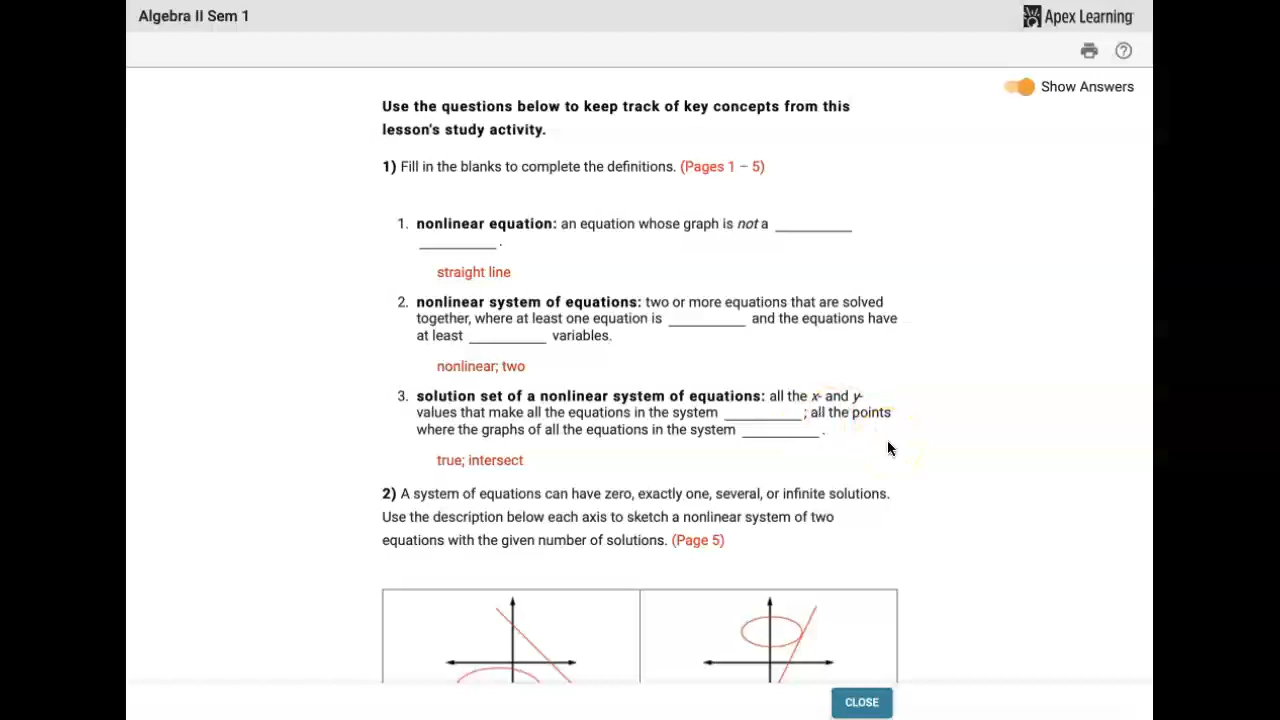 Algebra II Sem 1
Apex Learning
Show Answers
Use the questions below to keep track of key concepts from this
lesson's study activity.
1) Fill in the blanks to complete the definitions. (Pages 1 – 5)
1. nonlinear equation: an equation whose graph is not a __________
__________ .
straight line
2. nonlinear system of equations: two or more equations that are solved
together, where at least one equation is __________ and the equations have
at least __________ variables.
nonlinear; two
3. solution set of a nonlinear system of equations: all the x- and y-
values that make all the equations in the system __________ ; all the points
where the graphs of all the equations in the system __________ .
true; intersect
2) A system of equations can have zero, exactly one, several, or infinite solutions.
Use the description below each axis to sketch a nonlinear system of two
equations with the given number of solutions. (Page 5)
CLOSE